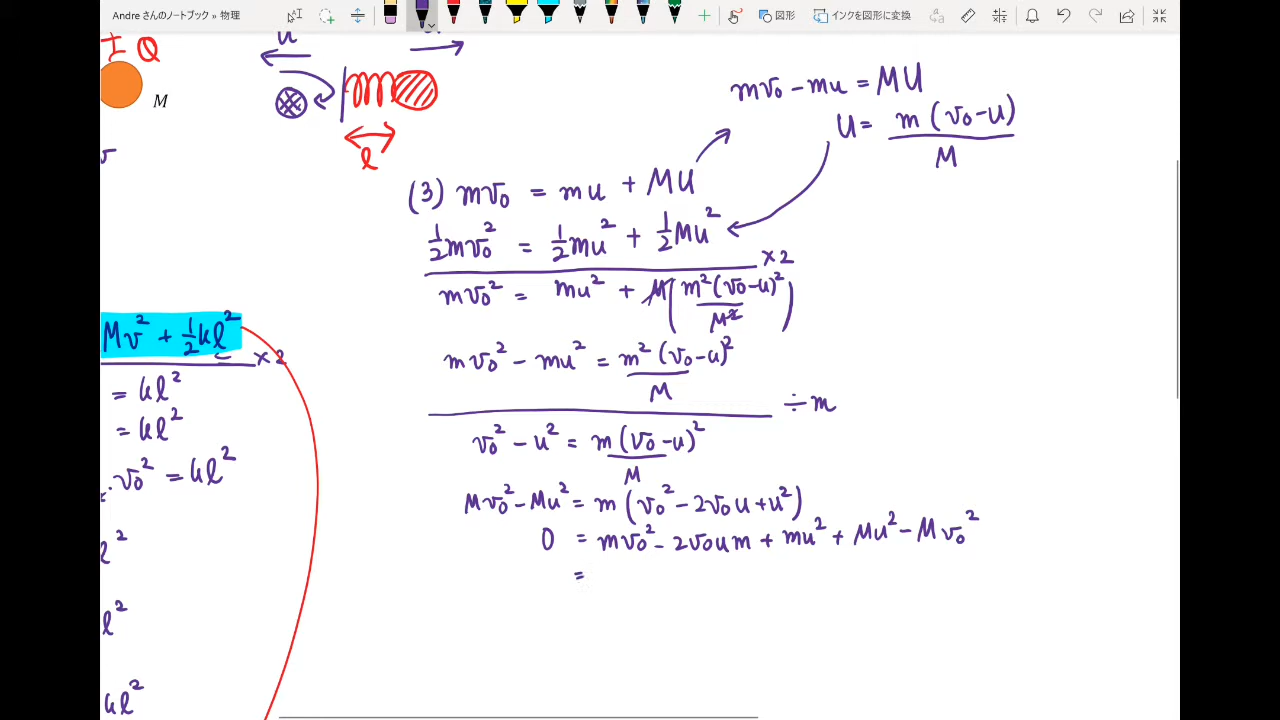 Andre さんのノートブック » 物理
図形
インクを図形に変換
I Q
u
M
l
mv₀ - mu = MU
U = m(v₀-u)/M
(3) mv₀ = mu + MU
½mv₀² = ½mu² + ½Mu²
×2
mv₀² = mu² + M(m²(v₀-u)²/M²)
Mv² + ½kl²
×2
mv₀² - mu² = m²(v₀-u)²/M
= kl²
÷m
= kl²
v₀² - u² = m(v₀-u)²/M
v₀² = kl²
Mv₀² - Mu² = m(v₀² - 2v₀u + u²)
0 = mv₀² - 2v₀um + mu² + Mu² - Mv₀²
l²
=
l²
kl²